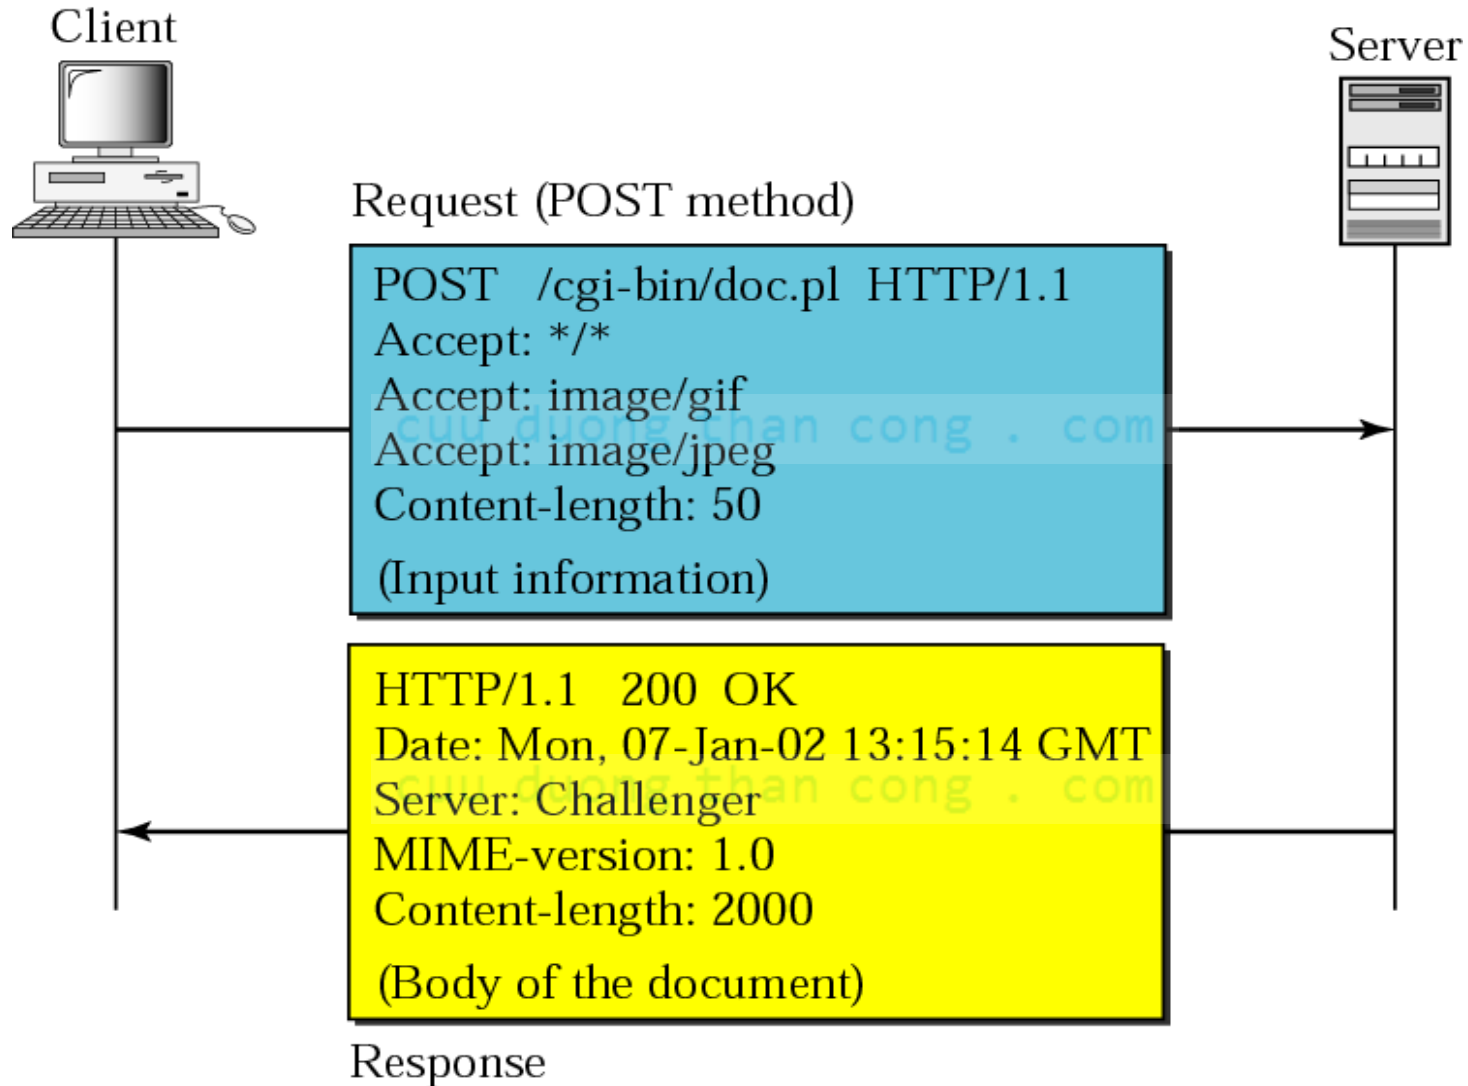 Client
Server
Request (POST method)
POST /cgi-bin/doc.pl HTTP/1.1
Accept: */*
Accept: image/gif
cuu duong than cong . com
Accept: image/jpeg
Content-length: 50
(Input information)
HTTP/1.1 200 OK
Date: Mon, 07-Jan-02 13:15:14 GMT
cuu duong than cong . com
Server: Challenger
MIME-version: 1.0
Content-length: 2000
(Body of the document)
Response